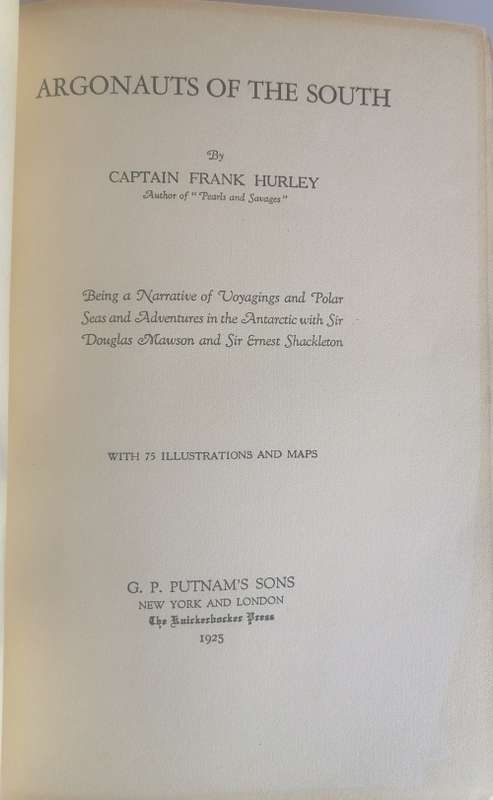 ARGONAUTS OF THE SOUTH
By
CAPTAIN FRANK HURLEY
Author of "Pearls and Savages"
Being a Narrative of Voyagings and Polar
Seas and Adventures in the Antarctic with Sir
Douglas Mawson and Sir Ernest Shackleton
WITH 75 ILLUSTRATIONS AND MAPS
G. P. PUTNAM'S SONS
NEW YORK AND LONDON
The Knickerbocker Press
1925